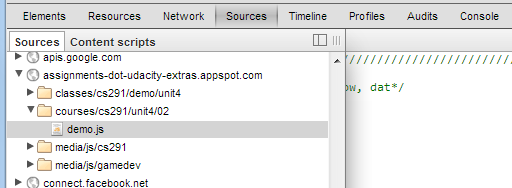 Elements Resources Network Sources Timeline Profiles Audits Console
Sources Content scripts
apis.google.com
assignments-dot-udacity-extras.appspot.com
classes/cs291/demo/unit4
courses/cs291/unit4/02
demo.js
media/js/cs291
media/js/gamedev
connect.facebook.net
ow, dat*/